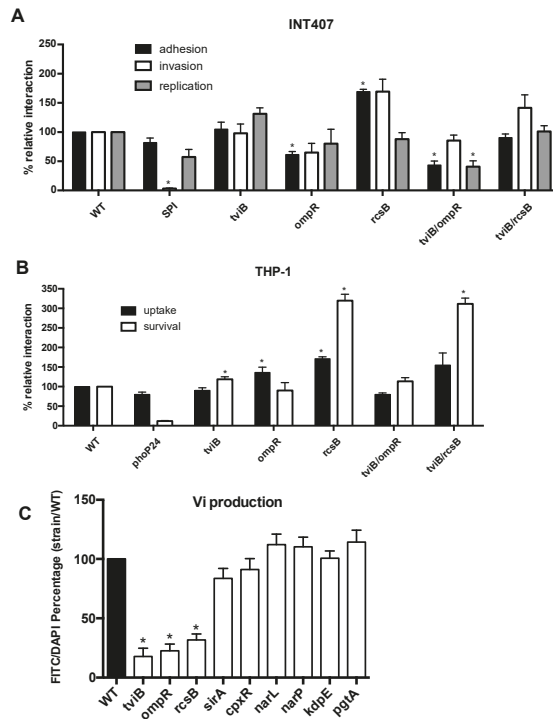 A
INT407
adhesion
invasion
replication
% relative interaction
250
200
150
100
50
0
* * * * *
WT SPI tviB ompR rcsB tviB/ompR tviB/rcsB
B
THP-1
uptake
survival
% relative interaction
350
300
250
200
150
100
50
0
* * * * *
WT phoP24 tviB ompR rcsB tviB/ompR tviB/rcsB
C
Vi production
FITC/DAPI Percentage (strain/WT)
150
100
50
0
* * *
WT tviB ompR rcsB sirA cpxR narL narP kdpE pgtA